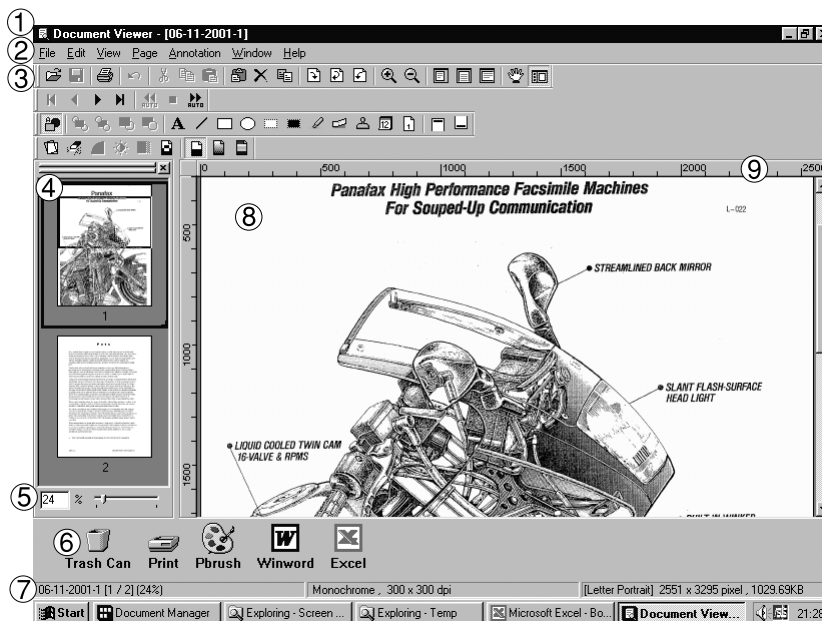 ①
Document Viewer - [06-11-2001-1]
②
File Edit View Page Annotation Window Help
③
AUTO AUTO
A
12 1
④
⑨
0 500 1000 1500 2000 2500
Panafax
1
2
⑧
Panafax High Performance Facsimile Machines
For Souped-Up Communication
L-022
500
1000
1500
STREAMLINED BACK MIRROR
SLANT FLASH-SURFACE
HEAD LIGHT
LIQUID COOLED TWIN CAM
16-VALVE & RPMS
⑤
24 %
⑥
W X
Trash Can Print Pbrush Winword Excel
⑦
06-11-2001-1 [1 / 2] (24%) Monochrome , 300 x 300 dpi [Letter Portrait] 2551 x 3295 pixel , 1029.69KB
Start Document Manager Exploring - Screen ... Exploring - Temp Microsoft Excel - Bo... Document View... 21:28